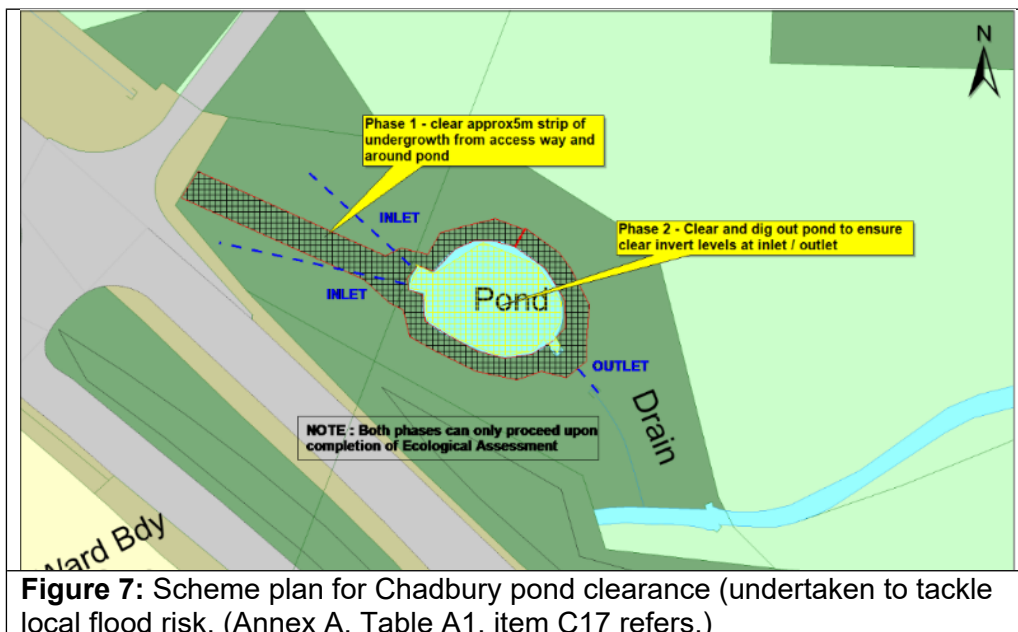 N
Phase 1 - clear approx5m strip of
undergrowth from access way and
around pond
INLET
Phase 2 - Clear and dig out pond to ensure
clear invert levels at inlet / outlet
INLET
Pond
OUTLET
Drain
NOTE : Both phases can only proceed upon
completion of Ecological Assessment
Ward Bdy
Figure 7: Scheme plan for Chadbury pond clearance (undertaken to tackle
local flood risk. (Annex A, Table A1, item C17 refers.)